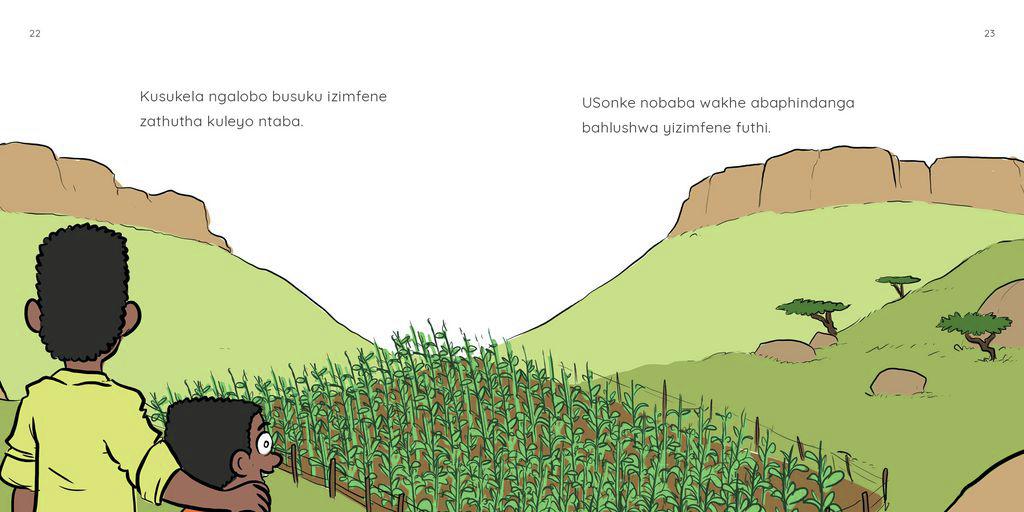 22
Kusukela ngalobo busuku izimfene
zathutha kuleyo ntaba.
23
USonke nobaba wakhe abaphindanga
bahlushwa yizimfene futhi.